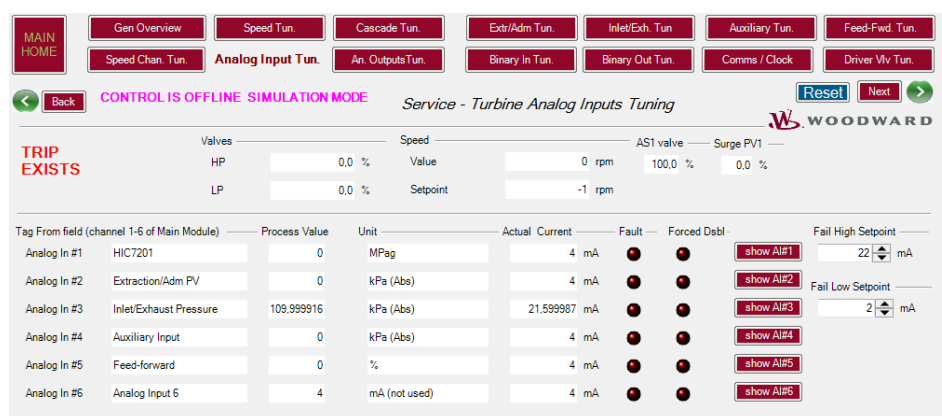 MAIN HOME
Gen Overview Speed Tun. Cascade Tun. Extr/Adm Tun. Inlet/Exh. Tun Auxiliary Tun. Feed-Fwd. Tun.
Speed Chan. Tun. Analog Input Tun. An. OutputsTun. Binary In Tun. Binary Out Tun. Comms / Clock Driver Vlv Tun.
Back CONTROL IS OFFLINE SIMULATION MODE Service - Turbine Analog Inputs Tuning Reset Next
W WOODWARD
TRIP EXISTS
Valves Speed AS1 valve Surge PV1
HP 0,0 % Value 0 rpm 100,0 % 0,0 %
LP 0,0 % Setpoint -1 rpm
Tag From field (channel 1-6 of Main Module) Process Value Unit Actual Current Fault Forced Dsbl Fail High Setpoint
Analog In #1 HIC7201 0 MPag 4 mA show AI#1 22 mA
Analog In #2 Extraction/Adm PV 0 kPa (Abs) 4 mA show AI#2 Fail Low Setpoint
Analog In #3 Inlet/Exhaust Pressure 109,999916 kPa (Abs) 21,599987 mA show AI#3 2 mA
Analog In #4 Auxiliary Input 0 kPa (Abs) 4 mA show AI#4
Analog In #5 Feed-forward 0 % 4 mA show AI#5
Analog In #6 Analog Input 6 4 mA (not used) 4 mA show AI#6